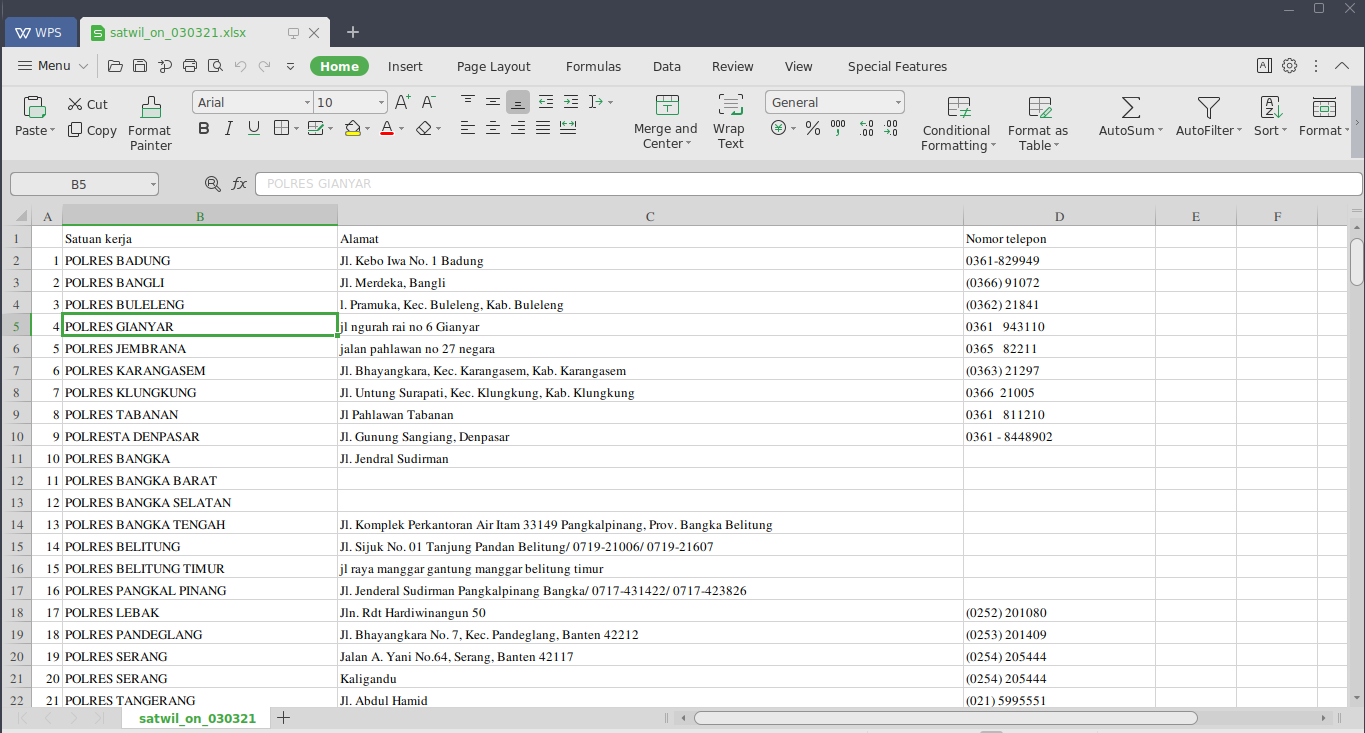 WPS satwil_on_030321.xlsx
Menu Home Insert Page Layout Formulas Data Review View Special Features
Paste Cut Copy Format Painter Arial 10 Merge and Center Wrap Text General Conditional Formatting Format as Table AutoSum AutoFilter Sort Format
B5 fx POLRES GIANYAR
A B C D E F
1 Satuan kerja Alamat Nomor telepon
2 1 POLRES BADUNG Jl. Kebo Iwa No. 1 Badung 0361-829949
3 2 POLRES BANGLI Jl. Merdeka, Bangli (0366) 91072
4 3 POLRES BULELENG l. Pramuka, Kec. Buleleng, Kab. Buleleng (0362) 21841
5 4 POLRES GIANYAR jl ngurah rai no 6 Gianyar 0361 943110
6 5 POLRES JEMBRANA jalan pahlawan no 27 negara 0365 82211
7 6 POLRES KARANGASEM Jl. Bhayangkara, Kec. Karangasem, Kab. Karangasem (0363) 21297
8 7 POLRES KLUNGKUNG Jl. Untung Surapati, Kec. Klungkung, Kab. Klungkung 0366 21005
9 8 POLRES TABANAN Jl Pahlawan Tabanan 0361 811210
10 9 POLRESTA DENPASAR Jl. Gunung Sangiang, Denpasar 0361 - 8448902
11 10 POLRES BANGKA Jl. Jendral Sudirman
12 11 POLRES BANGKA BARAT
13 12 POLRES BANGKA SELATAN
14 13 POLRES BANGKA TENGAH Jl. Komplek Perkantoran Air Itam 33149 Pangkalpinang, Prov. Bangka Belitung
15 14 POLRES BELITUNG Jl. Sijuk No. 01 Tanjung Pandan Belitung/ 0719-21006/ 0719-21607
16 15 POLRES BELITUNG TIMUR jl raya manggar gantung manggar belitung timur
17 16 POLRES PANGKAL PINANG Jl. Jenderal Sudirman Pangkalpinang Bangka/ 0717-431422/ 0717-423826
18 17 POLRES LEBAK Jln. Rdt Hardiwinangun 50 (0252) 201080
19 18 POLRES PANDEGLANG Jl. Bhayangkara No. 7, Kec. Pandeglang, Banten 42212 (0253) 201409
20 19 POLRES SERANG Jalan A. Yani No.64, Serang, Banten 42117 (0254) 205444
21 20 POLRES SERANG Kaligandu (0254) 205444
22 21 POLRES TANGERANG Jl. Abdul Hamid (021) 5995551
satwil_on_030321